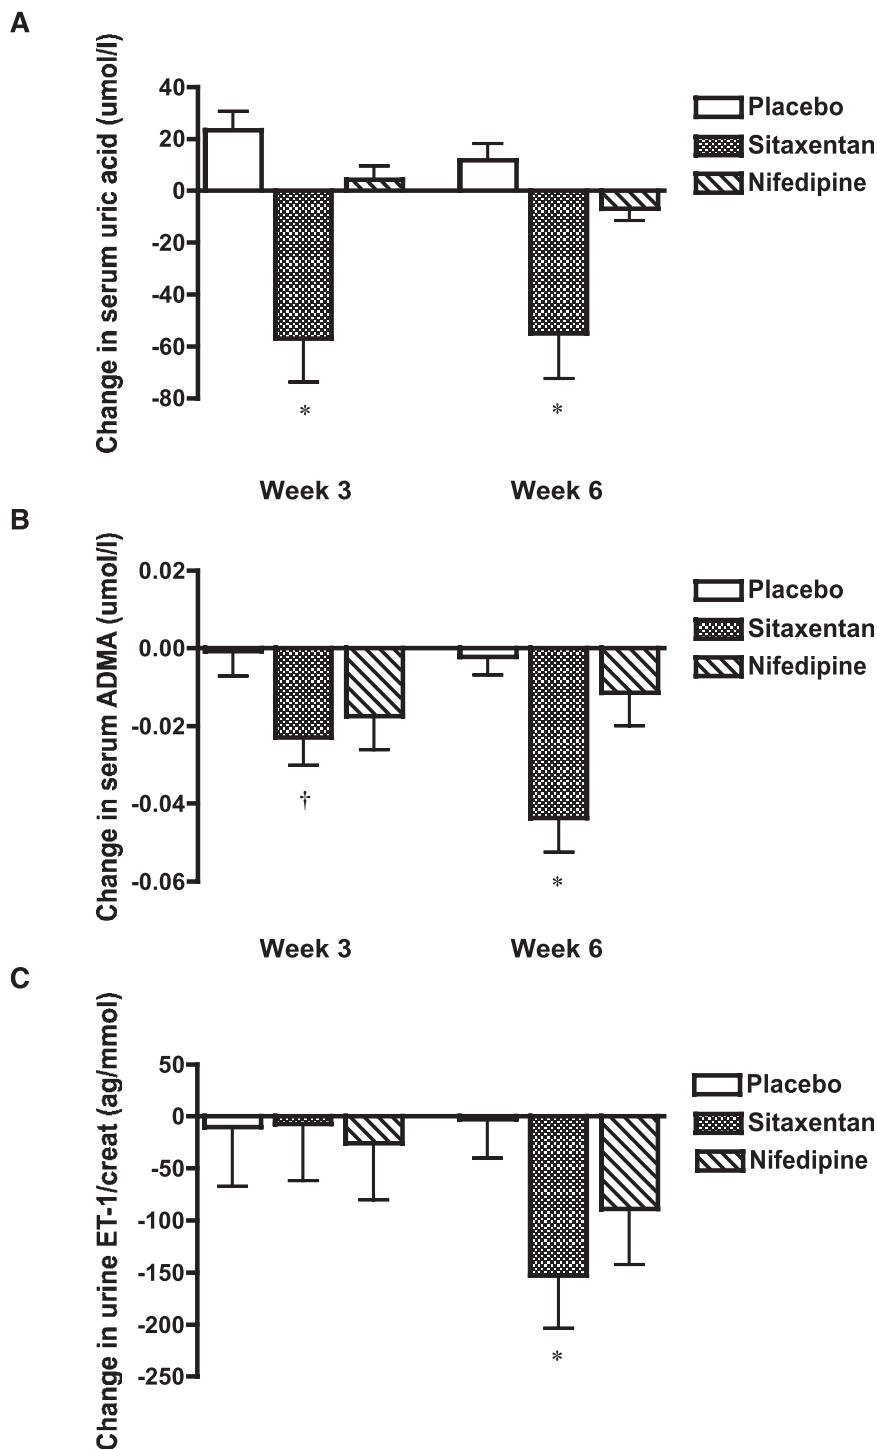 A
Change in serum uric acid (umol/l)
40
20
0
-20
-40
-60
-80
Placebo
Sitaxentan
Nifedipine
*
*
Week 3
Week 6
B
Change in serum ADMA (umol/l)
0.02
0.00
-0.02
-0.04
-0.06
Placebo
Sitaxentan
Nifedipine
†
*
Week 3
Week 6
C
Change in urine ET-1/creat (ag/mmol)
50
0
-50
-100
-150
-200
-250
Placebo
Sitaxentan
Nifedipine
*